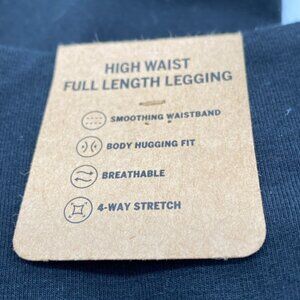 HIGH WAIST
FULL LENGTH LEGGING
SMOOTHING WAISTBAND
BODY HUGGING FIT
BREATHABLE
4-WAY STRETCH